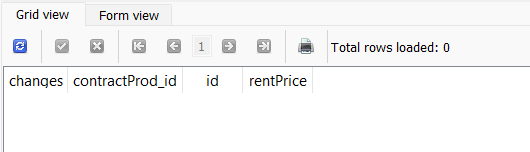 Grid view Form view
1 Total rows loaded: 0
changes contractProd_id id rentPrice